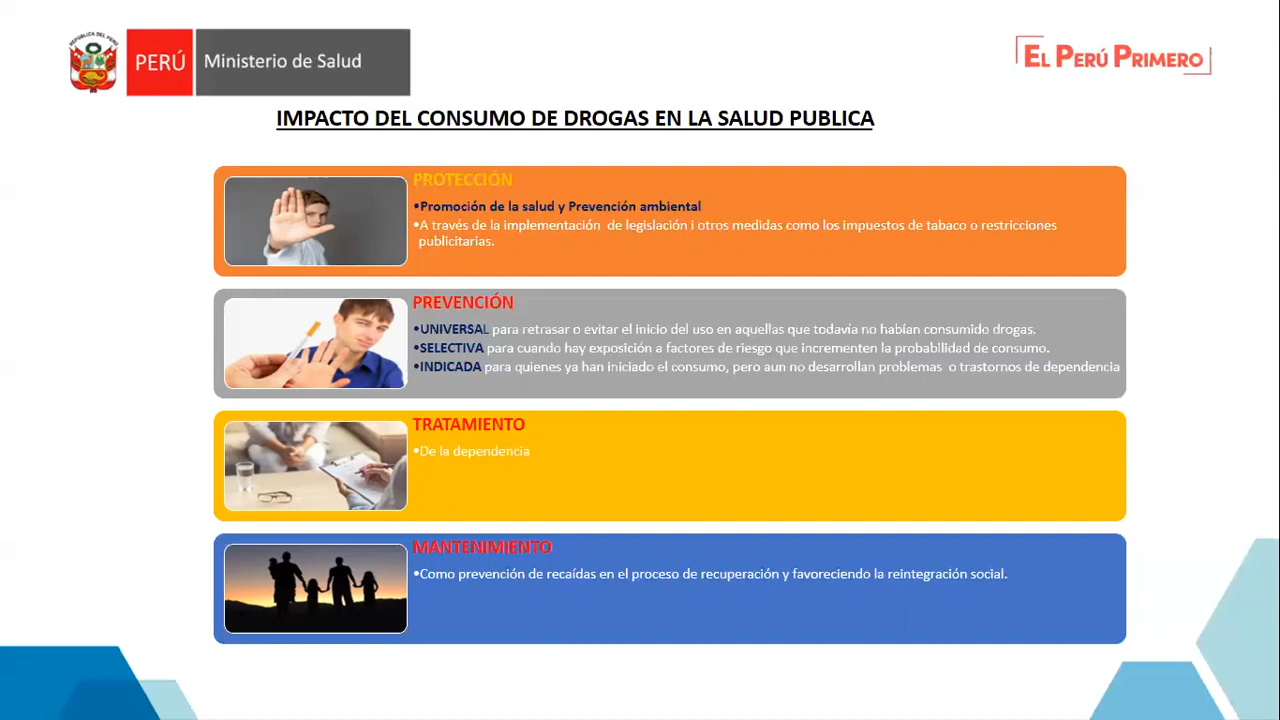 REPÚBLICA DEL PERÚ
PERÚ
Ministerio de Salud
EL PERÚ PRIMERO
IMPACTO DEL CONSUMO DE DROGAS EN LA SALUD PUBLICA
PROTECCIÓN
•Promoción de la salud y Prevención ambiental
•A través de la implementación de legislación i otros medidas como los impuestos de tabaco o restricciones
publicitarias.
PREVENCIÓN
•UNIVERSAL para retrasar o evitar el inicio del uso en aquellas que todavía no habían consumido drogas.
•SELECTIVA para cuando hay exposición a factores de riesgo que incrementen la probabilidad de consumo.
•INDICADA para quienes ya han iniciado el consumo, pero aun no desarrollan problemas o trastornos de dependencia
TRATAMIENTO
•De la dependencia
MANTENIMIENTO
•Como prevención de recaídas en el proceso de recuperación y favoreciendo la reintegración social.